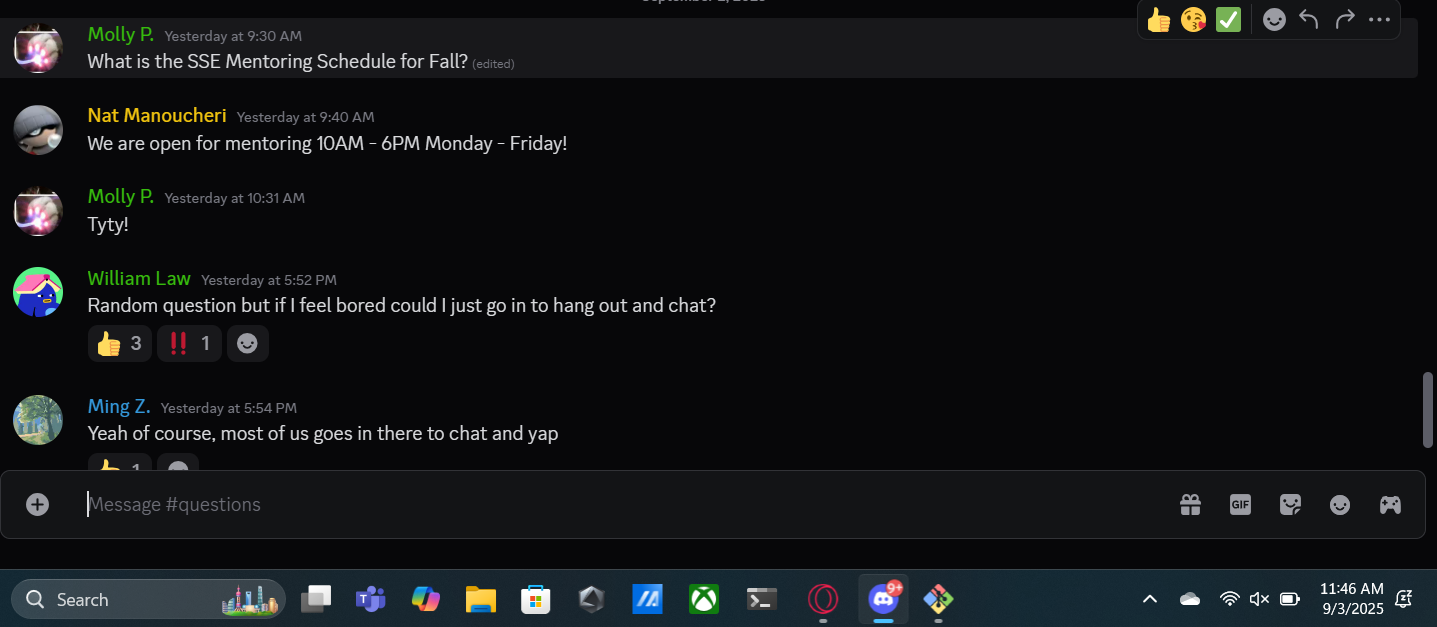 Molly P. Yesterday at 9:30 AM
What is the SSE Mentoring Schedule for Fall? (edited)
Nat Manoucheri Yesterday at 9:40 AM
We are open for mentoring 10AM - 6PM Monday - Friday!
Molly P. Yesterday at 10:31 AM
Tyty!
William Law Yesterday at 5:52 PM
Random question but if I feel bored could I just go in to hang out and chat?
3 1
Ming Z. Yesterday at 5:54 PM
Yeah of course, most of us goes in there to chat and yap
1
Message #questions
GIF
Search
T
9+
11:46 AM
9/3/2025